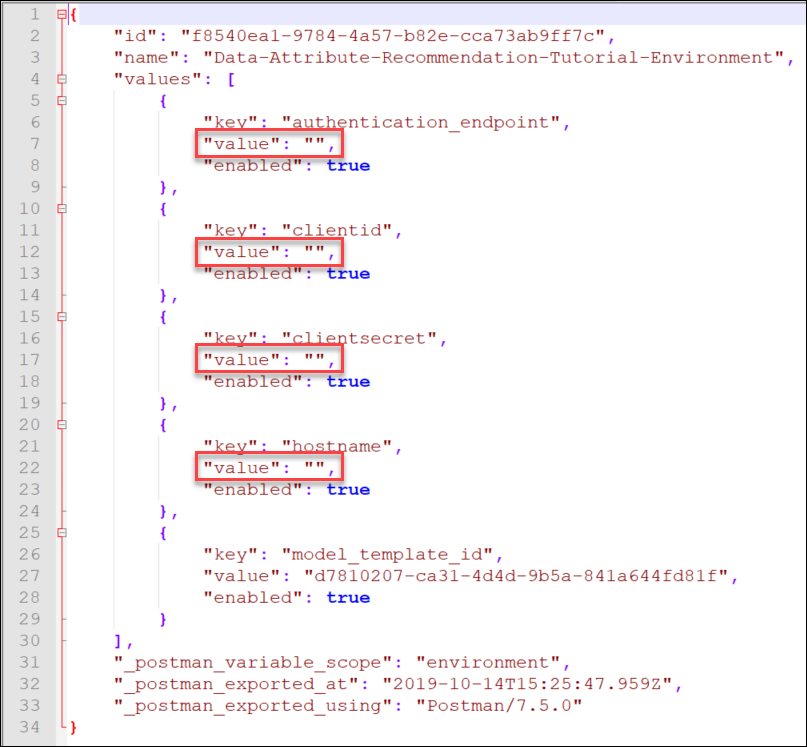 1 {
2 "id": "f8540ea1-9784-4a57-b82e-cca73ab9ff7c",
3 "name": "Data-Attribute-Recommendation-Tutorial-Environment",
4 "values": [
5 {
6 "key": "authentication_endpoint",
7 "value": "",
8 "enabled": true
9 },
10 {
11 "key": "clientid",
12 "value": "",
13 "enabled": true
14 },
15 {
16 "key": "clientsecret",
17 "value": "",
18 "enabled": true
19 },
20 {
21 "key": "hostname",
22 "value": "",
23 "enabled": true
24 },
25 {
26 "key": "model_template_id",
27 "value": "d7810207-ca31-4d4d-9b5a-841a644fd81f",
28 "enabled": true
29 }
30 ],
31 "_postman_variable_scope": "environment",
32 "_postman_exported_at": "2019-10-14T15:25:47.959Z",
33 "_postman_exported_using": "Postman/7.5.0"
34 }